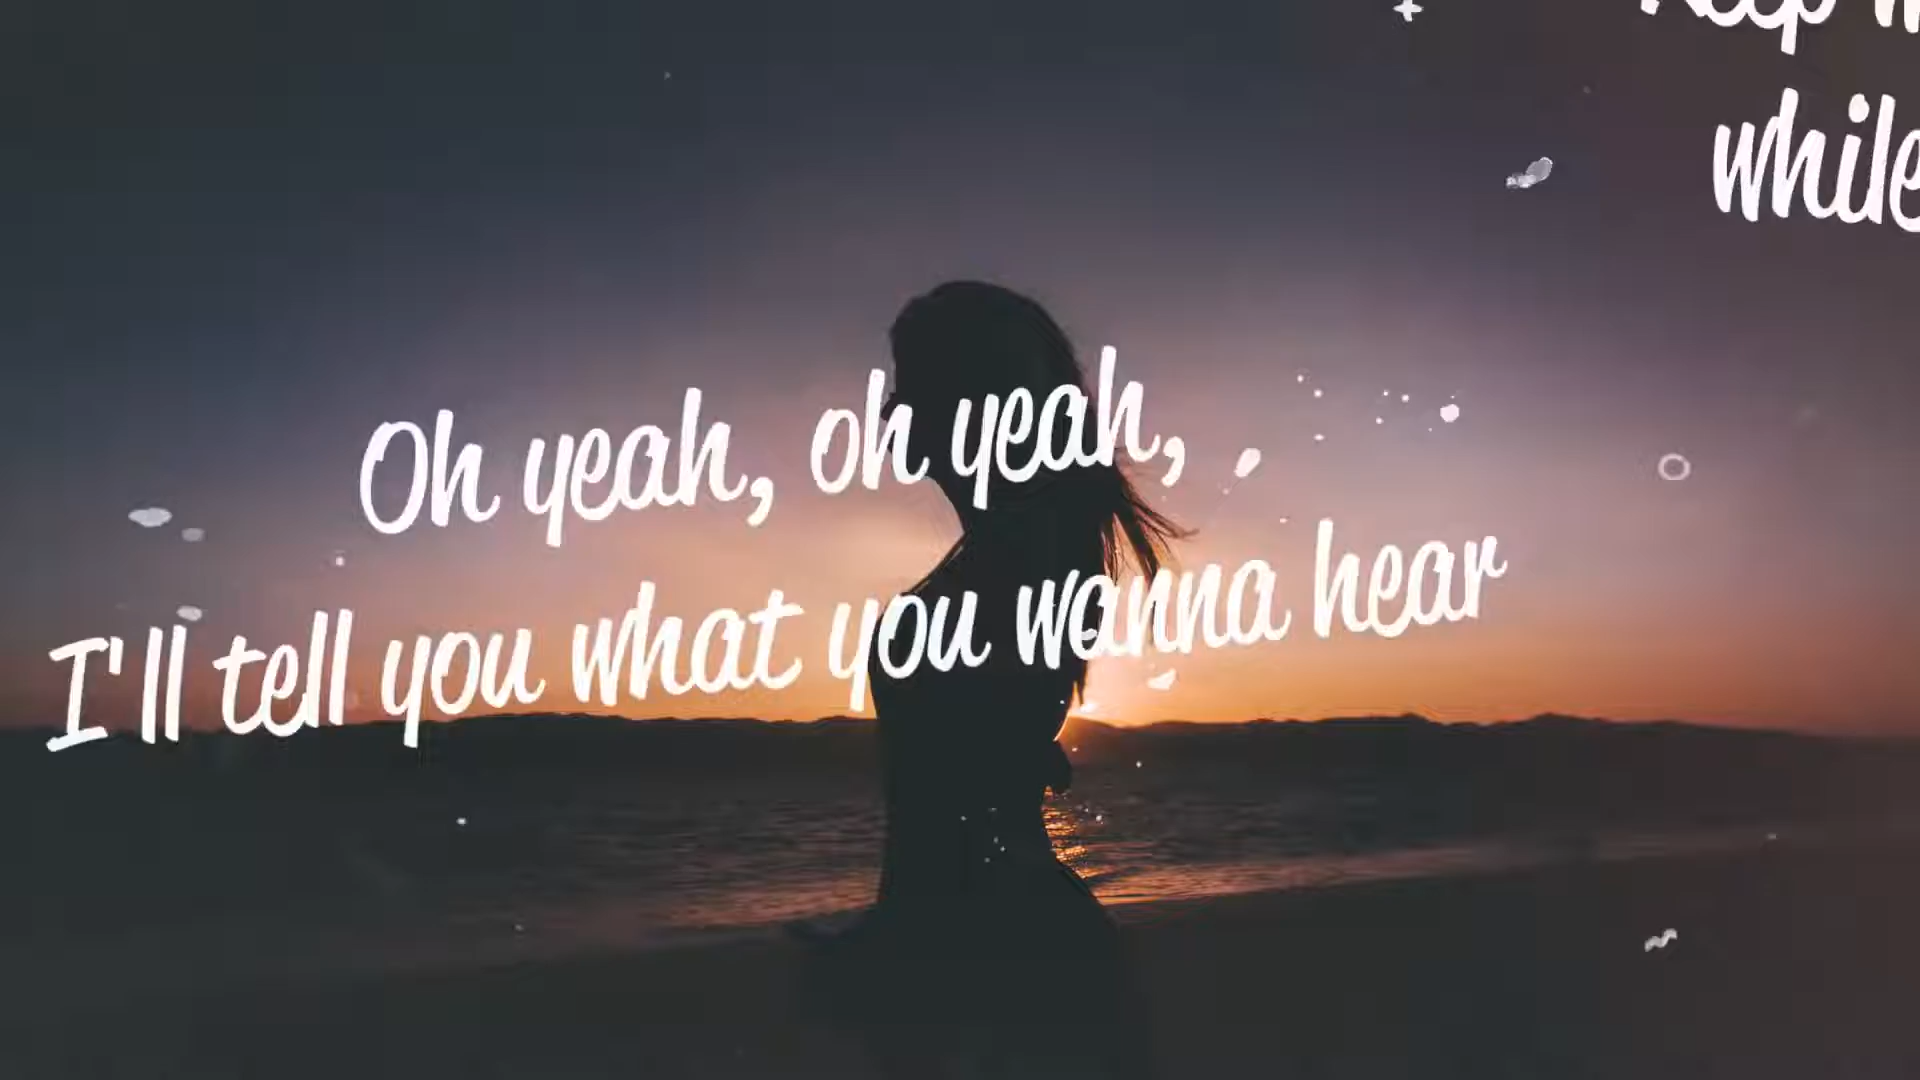 while
Oh yeah, oh yeah,
I'll tell you what you wanna hear